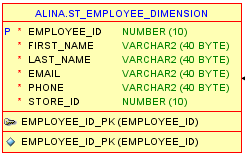 ALINA.ST_EMPLOYEE_DIMENSION
P * EMPLOYEE_ID NUMBER (10)
* FIRST_NAME VARCHAR2 (40 BYTE)
* LAST_NAME VARCHAR2 (40 BYTE)
* EMAIL VARCHAR2 (40 BYTE)
* PHONE VARCHAR2 (40 BYTE)
* STORE_ID NUMBER (10)
EMPLOYEE_ID_PK (EMPLOYEE_ID)
EMPLOYEE_ID_PK (EMPLOYEE_ID)